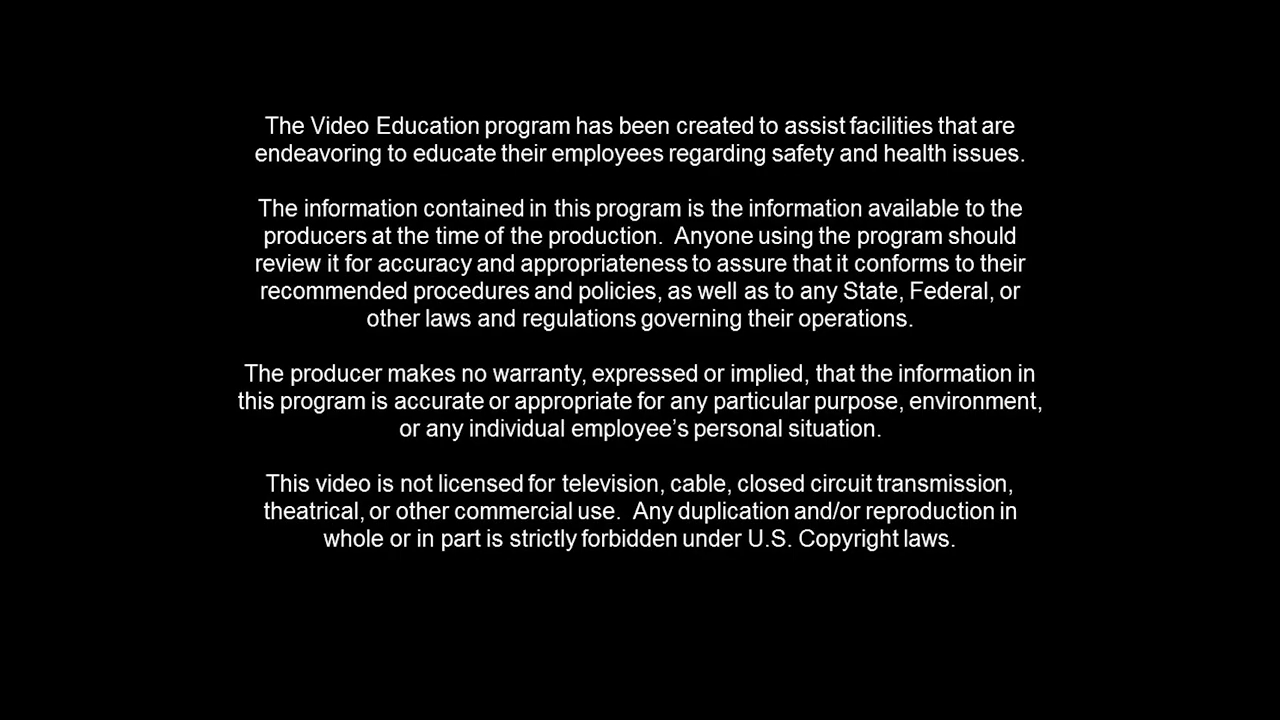 The Video Education program has been created to assist facilities that are
endeavoring to educate their employees regarding safety and health issues.
The information contained in this program is the information available to the
producers at the time of the production.  Anyone using the program should
review it for accuracy and appropriateness to assure that it conforms to their
recommended procedures and policies, as well as to any State, Federal, or
other laws and regulations governing their operations.
The producer makes no warranty, expressed or implied, that the information in
this program is accurate or appropriate for any particular purpose, environment,
or any individual employee’s personal situation.
This video is not licensed for television, cable, closed circuit transmission,
theatrical, or other commercial use.  Any duplication and/or reproduction in
whole or in part is strictly forbidden under U.S. Copyright laws.